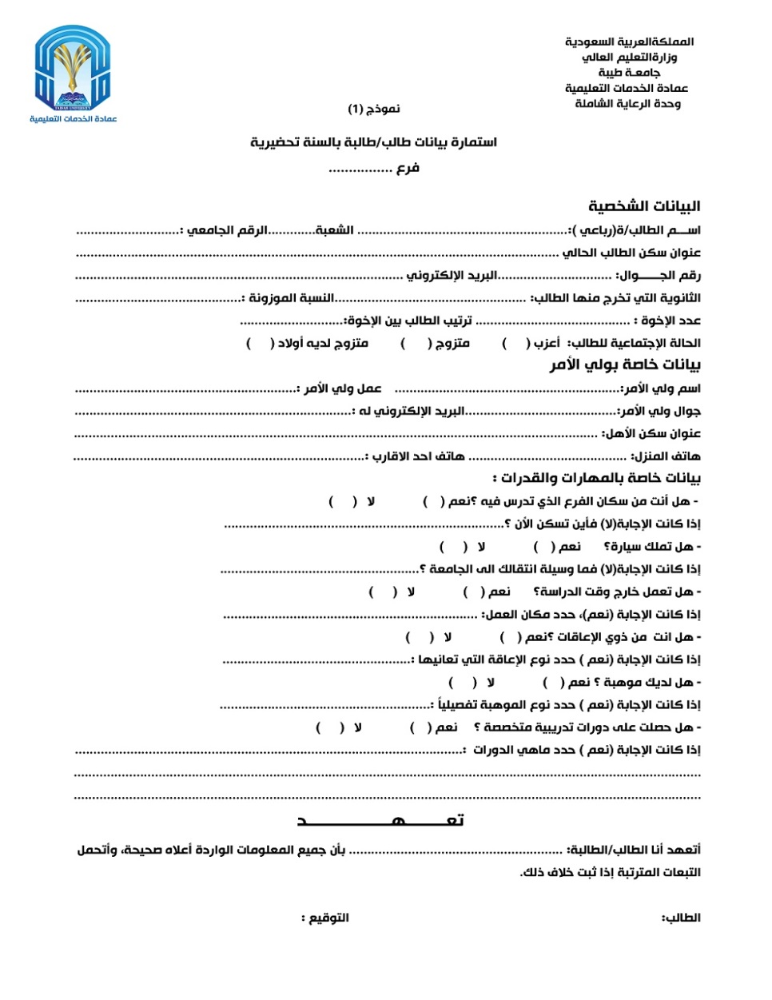 المملكةالعربية السعودية
وزارةالتعليم العالي
جامعـة طيبة
عمادة الخدمات التعليمية
وحدة الرعاية الشاملة
TAIBAH UNIVERSITY
عمادة الخدمات التعليمية
نموذج (1)
استمارة بيانات طالب/طالبة بالسنة تحضيرية
فرع ................
البيانات الشخصية
اســـم الطالب/ة(رباعي ):......................................................... الشعبة.............الرقم الجامعي :............................
عنوان سكن الطالب الحالي ...................................................................................................................................
رقم الجــــــوال: ...............................البريد الإلكتروني .........................................................................................
الثانوية التي تخرج منها الطالب: ....................................................النسبة الموزونة :.............................................
عدد الإخوة : .......................................... ترتيب الطالب بين الإخوة:............................
الحالة الإجتماعية للطالب: أعزب ( ) متزوج ( ) متزوج لديه أولاد ( )
بيانات خاصة بولي الأمر
اسم ولي الأمر:............................................................. عمل ولي الأمر :............................................................
جوال ولي الأمر:.........................................البريد الإلكتروني له :...........................................................................
عنوان سكن الأهل: ..............................................................................................................................................
هاتف المنزل: ........................................... هاتف احد الاقارب :...............................................................................
بيانات خاصة بالمهارات والقدرات :
- هل أنت من سكان الفرع الذي تدرس فيه ؟نعم ( ) لا ( )
إذا كانت الإجابة(لا) فأين تسكن الأن ؟............................................................................
- هل تملك سيارة؟ نعم ( ) لا ( )
إذا كانت الإجابة(لا) فما وسيلة انتقالك الى الجامعة ؟......................................................
- هل تعمل خارج وقت الدراسة؟ نعم ( ) لا ( )
إذا كانت الإجابة (نعم)، حدد مكان العمل: .....................................................................
- هل انت من ذوي الإعاقات ؟نعم ( ) لا ( )
إذا كانت الإجابة (نعم ) حدد نوع الإعاقة التي تعانيها :...................................................
- هل لديك موهبة ؟ نعم ( ) لا ( )
إذا كانت الإجابة (نعم ) حدد نوع الموهبة تفصيلياً :.........................................................
- هل حصلت على دورات تدريبية متخصصة ؟ نعم ( ) لا ( )
إذا كانت الإجابة (نعم ) حدد ماهي الدورات :.........................................................................................................
..........................................................................................................................................................................
..........................................................................................................................................................................
تعـــــــهـــــــــــــــد
أتعهد أنا الطالب/الطالبة: .......................................................... بأن جميع المعلومات الواردة أعلاه صحيحة، وأتحمل
التبعات المترتبة إذا ثبت خلاف ذلك.
الطالب: التوقيع :